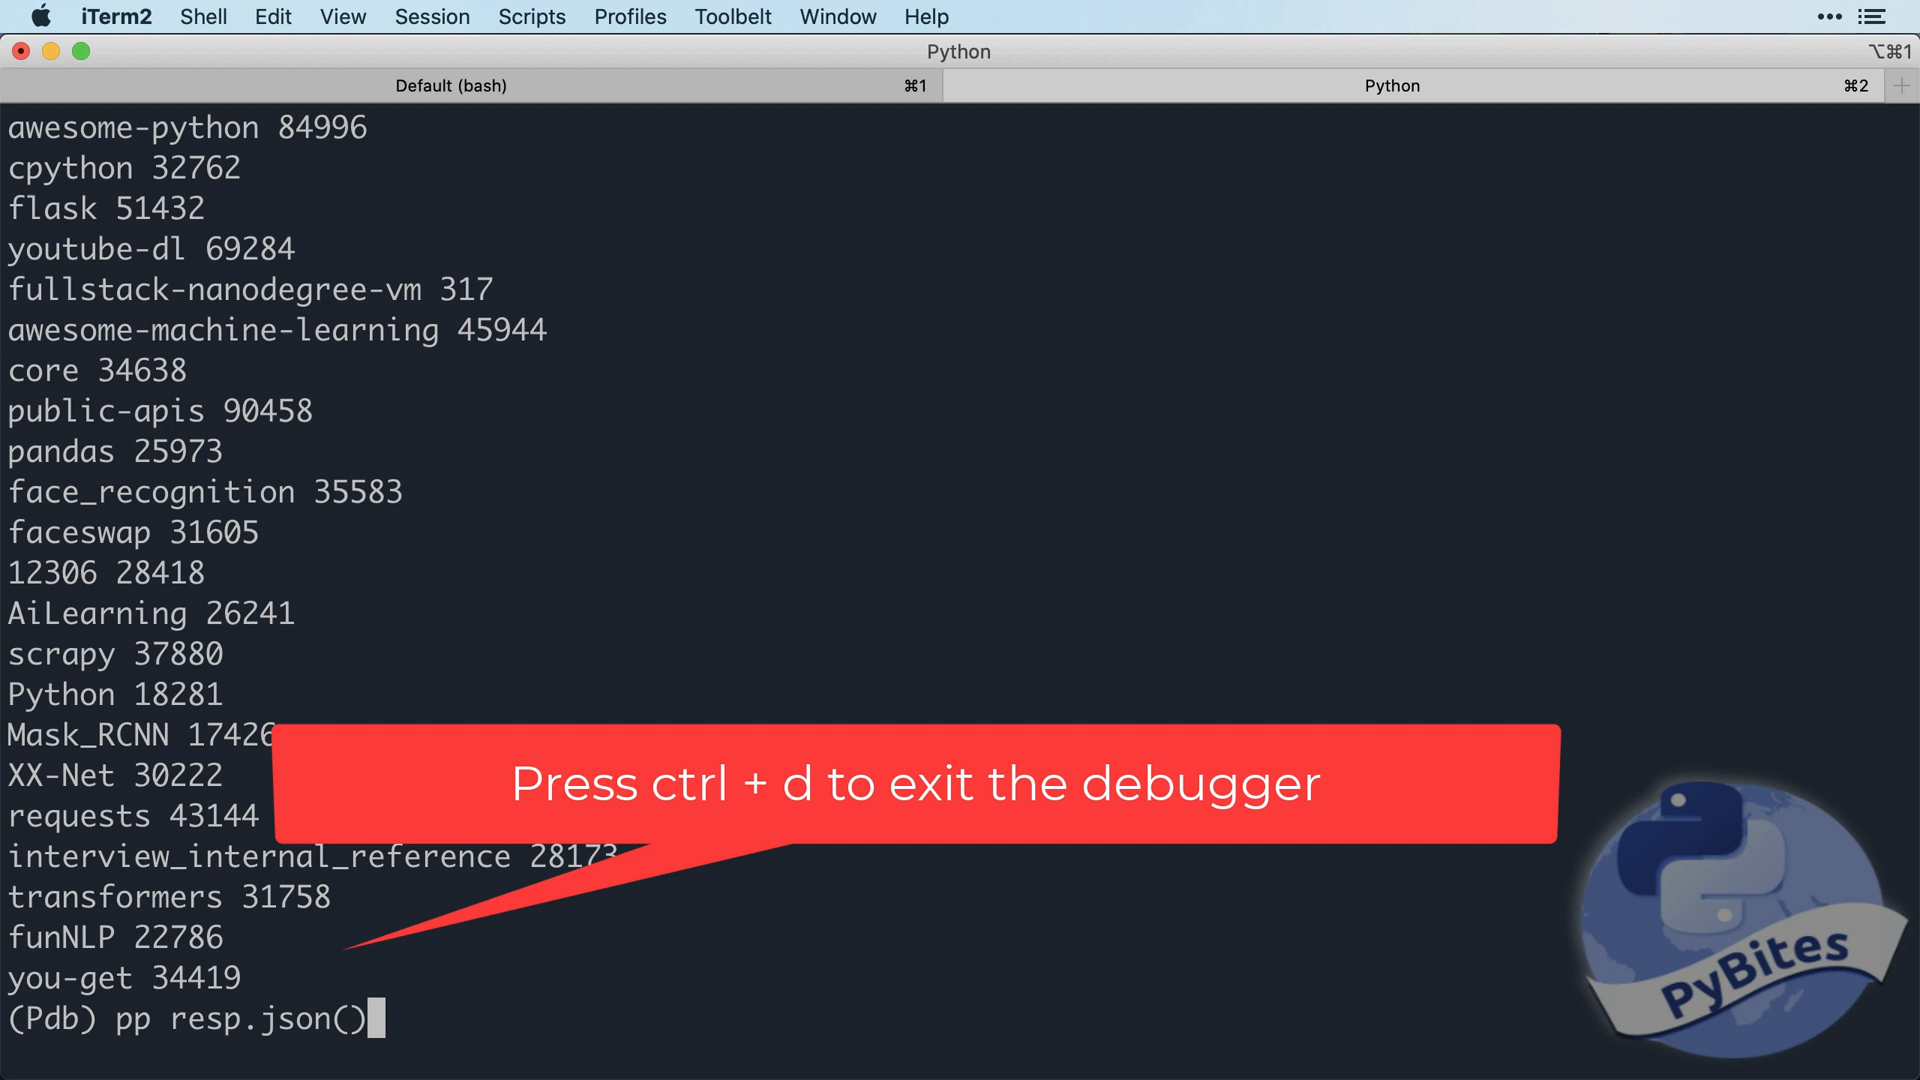 iTerm2 Shell Edit View Session Scripts Profiles Toolbelt Window Help
Python ⌥⌘1
Default (bash) ⌘1 Python ⌘2
awesome-python 84996
cpython 32762
flask 51432
youtube-dl 69284
fullstack-nanodegree-vm 317
awesome-machine-learning 45944
core 34638
public-apis 90458
pandas 25973
face_recognition 35583
faceswap 31605
12306 28418
AiLearning 26241
scrapy 37880
Python 18281
Mask_RCNN 17426
XX-Net 30222
Press ctrl + d to exit the debugger
requests 43144
interview_internal_reference 28173
transformers 31758
funNLP 22786
you-get 34419
(Pdb) pp resp.json()
PyBites